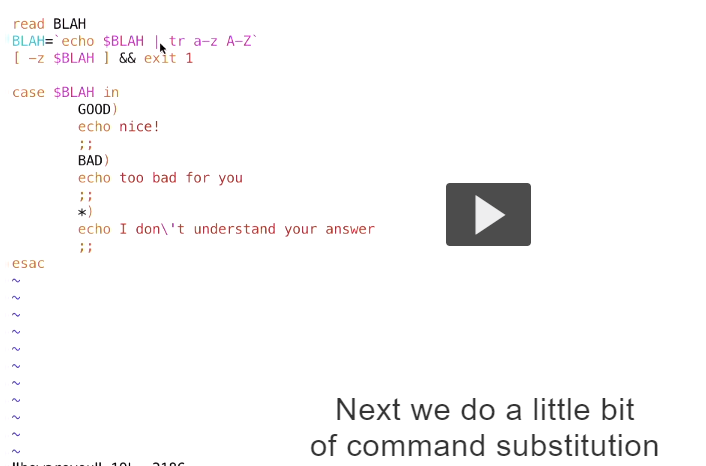 read BLAH
BLAH=`echo $BLAH | tr a-z A-Z`
[ -z $BLAH ] && exit 1
case $BLAH in
GOOD)
echo nice!
;;
BAD)
echo too bad for you
;;
*)
echo I don\'t understand your answer
;;
esac
~
~
~
~
~
~
~
~
~
~
~
Next we do a little bit
of command substitution